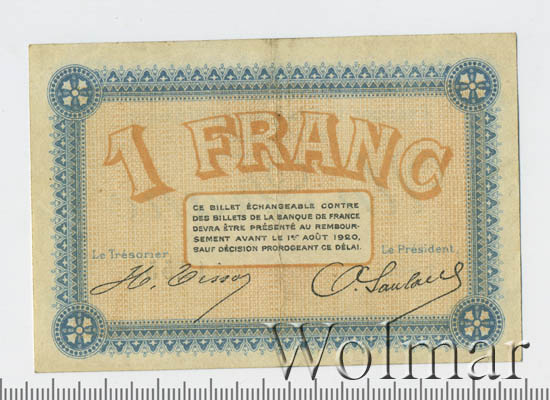 1 FRANC
CE BILLET ÉCHANGEABLE CONTRE
DES BILLETS DE LA BANQUE DE FRANCE
DEVRA ÊTRE PRÉSENTÉ AU REMBOUR-
SEMENT AVANT LE 1er AOÛT 1920,
SAUF DÉCISION PROROGEANT CE DÉLAI.
Le Trésorier
Le Président
Wolmar